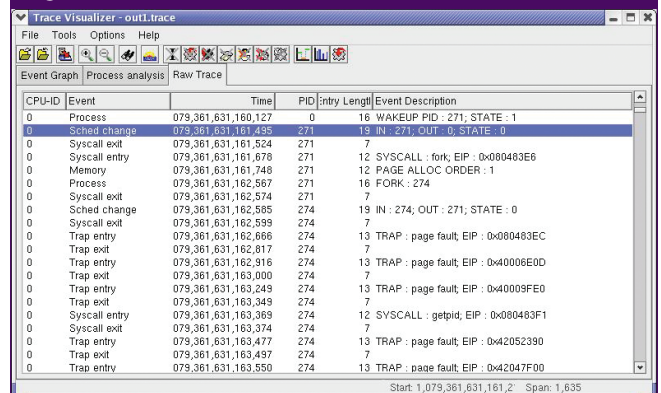 Trace Visualizer - out1.trace
File Tools Options Help
Event Graph Process analysis Raw Trace
CPU-ID Event Time PID Entry Lengtl Event Description
0 Process 079,361,631,160,127 0 16 WAKEUP PID : 271; STATE : 1
0 Sched change 079,361,631,161,495 271 19 IN : 271; OUT : 0; STATE : 0
0 Syscall exit 079,361,631,161,524 271 7
0 Syscall entry 079,361,631,161,678 271 12 SYSCALL : fork; EIP : 0x080483E6
0 Memory 079,361,631,161,748 271 12 PAGE ALLOC ORDER : 1
0 Process 079,361,631,162,567 271 16 FORK : 274
0 Syscall exit 079,361,631,162,574 271 7
0 Sched change 079,361,631,162,585 274 19 IN : 274; OUT : 271; STATE : 0
0 Syscall exit 079,361,631,162,599 274 7
0 Trap entry 079,361,631,162,666 274 13 TRAP : page fault; EIP : 0x080483EC
0 Trap exit 079,361,631,162,817 274 7
0 Trap entry 079,361,631,162,916 274 13 TRAP : page fault; EIP : 0x40006E0D
0 Trap exit 079,361,631,163,000 274 7
0 Trap entry 079,361,631,163,249 274 13 TRAP : page fault; EIP : 0x40009FE0
0 Trap exit 079,361,631,163,349 274 7
0 Syscall entry 079,361,631,163,369 274 12 SYSCALL : getpid; EIP : 0x080483F1
0 Syscall exit 079,361,631,163,374 274 7
0 Trap entry 079,361,631,163,477 274 13 TRAP : page fault; EIP : 0x42052390
0 Trap exit 079,361,631,163,497 274 7
0 Trap entry 079,361,631,163,550 274 13 TRAP : page fault; EIP : 0x42047F00
Start: 1,079,361,631,161,2 Span: 1,635